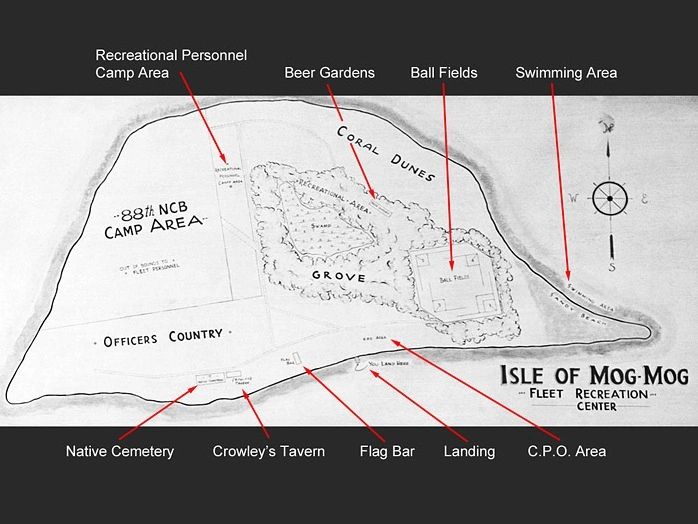 Recreational Personnel
Camp Area
Beer Gardens
Ball Fields
Swimming Area
CORAL DUNES
RECREATIONAL
PERSONNEL
CAMP AREA
RECREATIONAL AREA
N
W
E
S
88th NCB
CAMP AREA
SWAMP
OUT OF BOUNDS TO
FLEET PERSONNEL
GROVE
BALL FIELDS
SWIMMING AREA
SANDY BEACH
OFFICERS COUNTRY
CPO AREA
FLAG
BAR
YOU LAND HERE
NATIVE CEMETERY
CROWLEY'S
TAVERN
ISLE OF MOG-MOG
FLEET RECREATION
CENTER
Native Cemetery
Crowley's Tavern
Flag Bar
Landing
C.P.O. Area